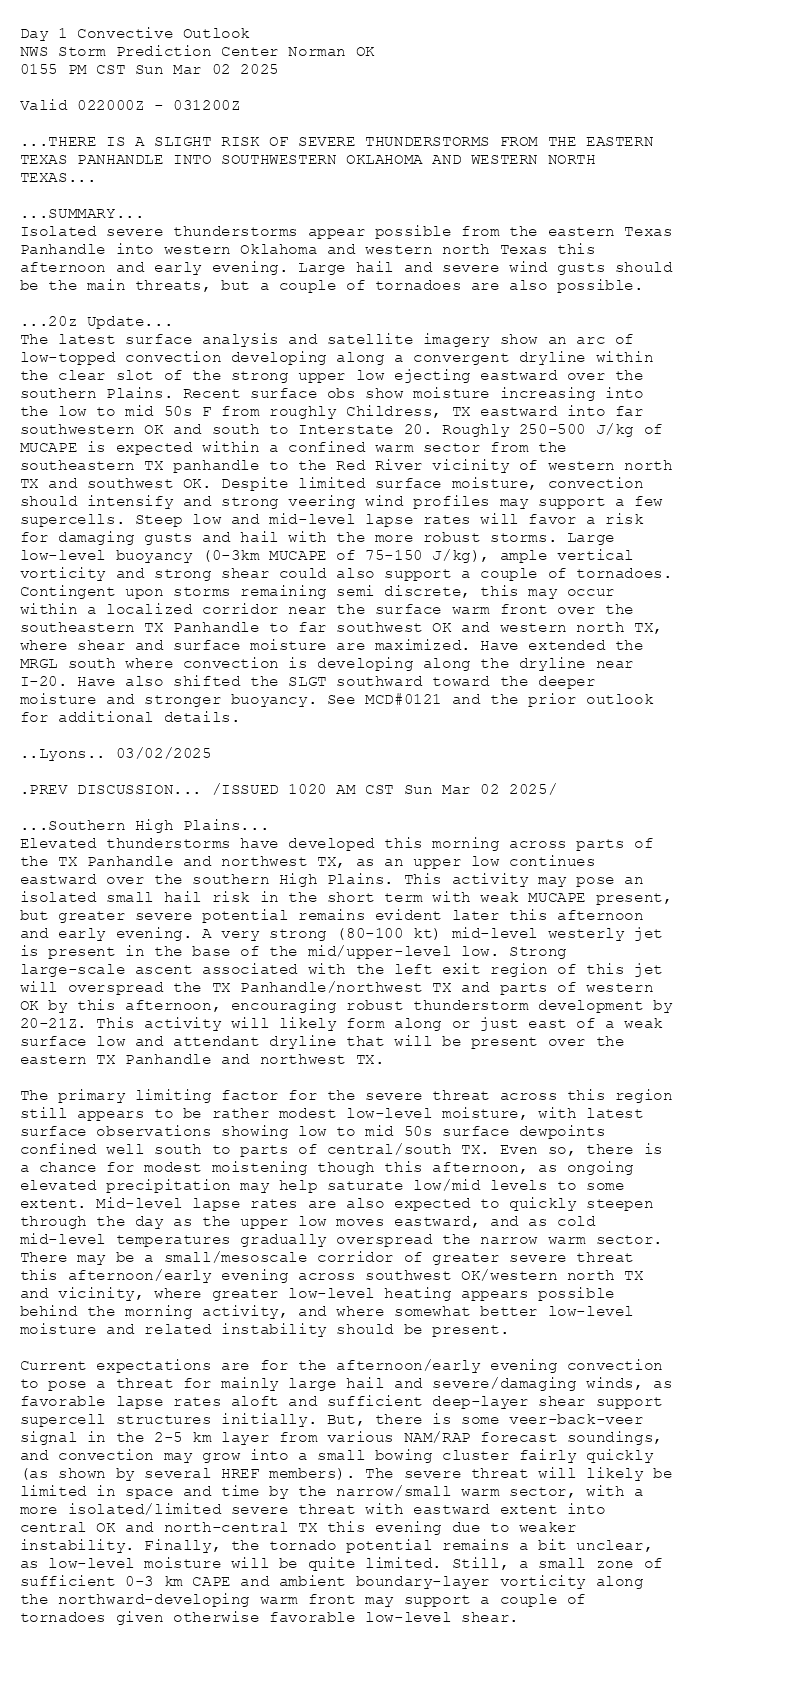 Day 1 Convective Outlook
NWS Storm Prediction Center Norman OK
0155 PM CST Sun Mar 02 2025
Valid 022000Z - 031200Z
...THERE IS A SLIGHT RISK OF SEVERE THUNDERSTORMS FROM THE EASTERN
TEXAS PANHANDLE INTO SOUTHWESTERN OKLAHOMA AND WESTERN NORTH
TEXAS...
...SUMMARY...
Isolated severe thunderstorms appear possible from the eastern Texas
Panhandle into western Oklahoma and western north Texas this
afternoon and early evening. Large hail and severe wind gusts should
be the main threats, but a couple of tornadoes are also possible.
...20z Update...
The latest surface analysis and satellite imagery show an arc of
low-topped convection developing along a convergent dryline within
the clear slot of the strong upper low ejecting eastward over the
southern Plains. Recent surface obs show moisture increasing into
the low to mid 50s F from roughly Childress, TX eastward into far
southwestern OK and south to Interstate 20. Roughly 250-500 J/kg of
MUCAPE is expected within a confined warm sector from the
southeastern TX panhandle to the Red River vicinity of western north
TX and southwest OK. Despite limited surface moisture, convection
should intensify and strong veering wind profiles may support a few
supercells. Steep low and mid-level lapse rates will favor a risk
for damaging gusts and hail with the more robust storms. Large
low-level buoyancy (0-3km MUCAPE of 75-150 J/kg), ample vertical
vorticity and strong shear could also support a couple of tornadoes.
Contingent upon storms remaining semi discrete, this may occur
within a localized corridor near the surface warm front over the
southeastern TX Panhandle to far southwest OK and western north TX,
where shear and surface moisture are maximized. Have extended the
MRGL south where convection is developing along the dryline near
I-20. Have also shifted the SLGT southward toward the deeper
moisture and stronger buoyancy. See MCD#0121 and the prior outlook
for additional details.
..Lyons.. 03/02/2025
.PREV DISCUSSION... /ISSUED 1020 AM CST Sun Mar 02 2025/
...Southern High Plains...
Elevated thunderstorms have developed this morning across parts of
the TX Panhandle and northwest TX, as an upper low continues
eastward over the southern High Plains. This activity may pose an
isolated small hail risk in the short term with weak MUCAPE present,
but greater severe potential remains evident later this afternoon
and early evening. A very strong (80-100 kt) mid-level westerly jet
is present in the base of the mid/upper-level low. Strong
large-scale ascent associated with the left exit region of this jet
will overspread the TX Panhandle/northwest TX and parts of western
OK by this afternoon, encouraging robust thunderstorm development by
20-21Z. This activity will likely form along or just east of a weak
surface low and attendant dryline that will be present over the
eastern TX Panhandle and northwest TX.
The primary limiting factor for the severe threat across this region
still appears to be rather modest low-level moisture, with latest
surface observations showing low to mid 50s surface dewpoints
confined well south to parts of central/south TX. Even so, there is
a chance for modest moistening though this afternoon, as ongoing
elevated precipitation may help saturate low/mid levels to some
extent. Mid-level lapse rates are also expected to quickly steepen
through the day as the upper low moves eastward, and as cold
mid-level temperatures gradually overspread the narrow warm sector.
There may be a small/mesoscale corridor of greater severe threat
this afternoon/early evening across southwest OK/western north TX
and vicinity, where greater low-level heating appears possible
behind the morning activity, and where somewhat better low-level
moisture and related instability should be present.
Current expectations are for the afternoon/early evening convection
to pose a threat for mainly large hail and severe/damaging winds, as
favorable lapse rates aloft and sufficient deep-layer shear support
supercell structures initially. But, there is some veer-back-veer
signal in the 2-5 km layer from various NAM/RAP forecast soundings,
and convection may grow into a small bowing cluster fairly quickly
(as shown by several HREF members). The severe threat will likely be
limited in space and time by the narrow/small warm sector, with a
more isolated/limited severe threat with eastward extent into
central OK and north-central TX this evening due to weaker
instability. Finally, the tornado potential remains a bit unclear,
as low-level moisture will be quite limited. Still, a small zone of
sufficient 0-3 km CAPE and ambient boundary-layer vorticity along
the northward-developing warm front may support a couple of
tornadoes given otherwise favorable low-level shear.